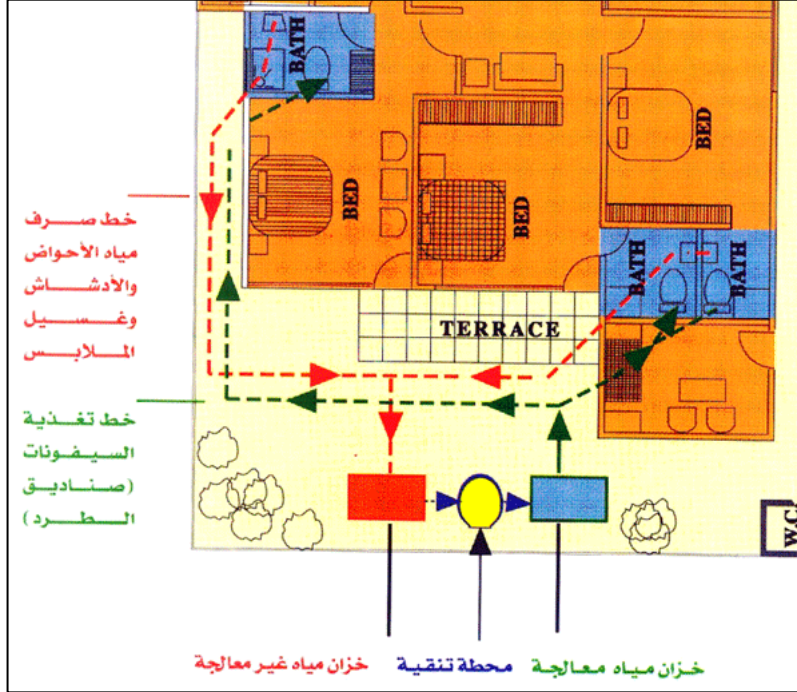 BATH
BED
BED
BED
BATH
BATH
TERRACE
W.C
خط صرف
مياه الأحواض
والأدشاش
وغسيل
الملابس
خط تغذية
السيفونات
(صناديق
الطرد)
خزان مياه غير معالجة
محطة تنقية
خزان مياه معالجة